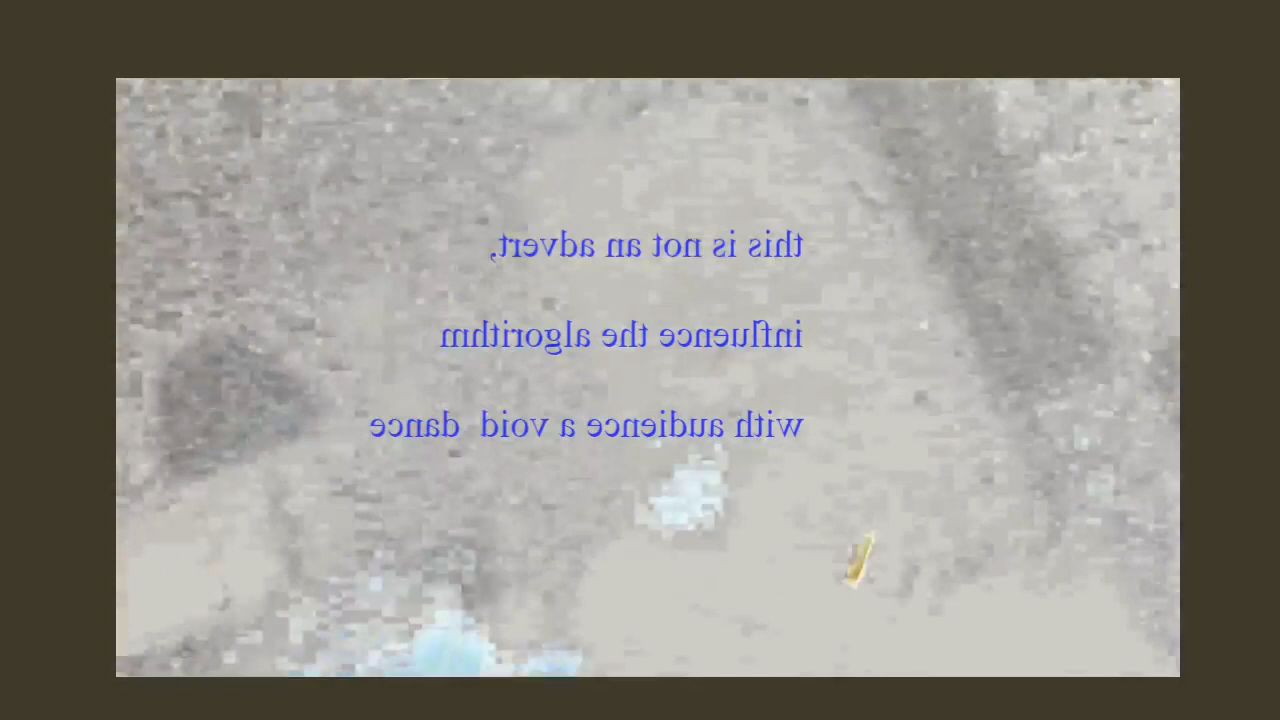 this is not an advert,
influence the algorithm
with audience a void  dance